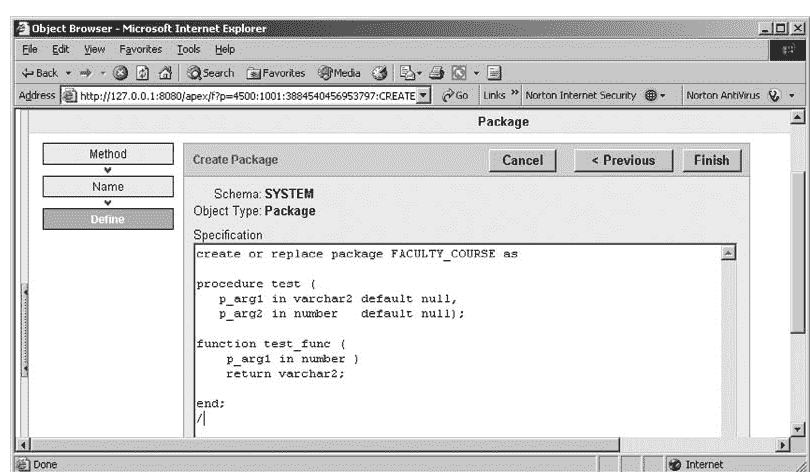 Object Browser - Microsoft Internet Explorer
File Edit View Favorites Tools Help
Back Search Favorites Media
Address http://127.0.0.1:8080/apex/f?p=4500:1001:3884540456953797:CREATE Go Links » Norton Internet Security Norton AntiVirus
Package
Method
Name
Define
Create Package Cancel < Previous Finish
Schema: SYSTEM
Object Type: Package
Specification
create or replace package FACULTY_COURSE as
procedure test (
p_arg1 in varchar2 default null,
p_arg2 in number default null);
function test_func (
p_arg1 in number )
return varchar2;
end;
/
Done Internet